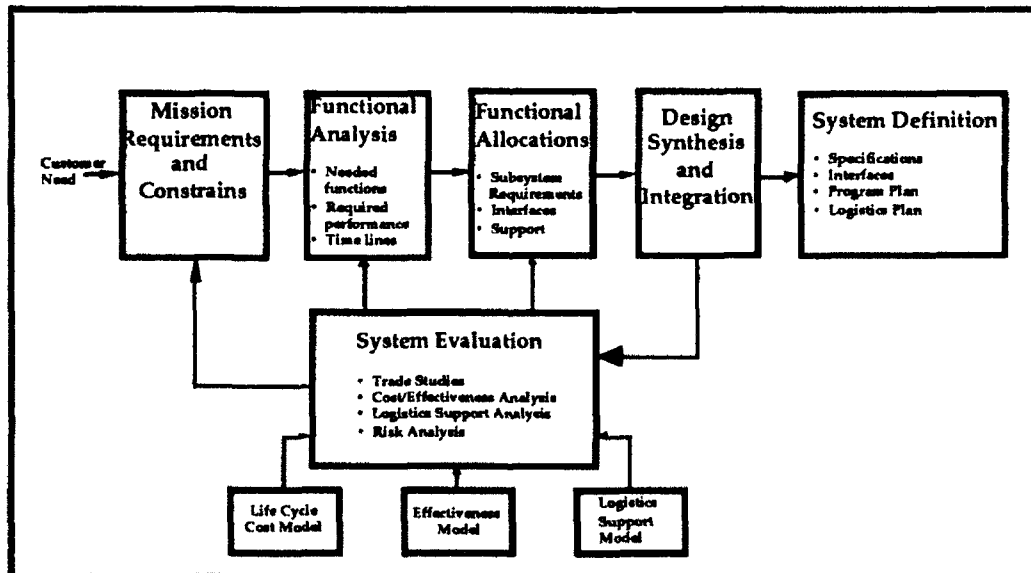 Customer
Need
Mission
Requirements
and
Constrains
Functional
Analysis
• Needed
functions
• Required
performance
• Time lines
Functional
Allocations
• Subsystem
Requirements
• Interfaces
• Support
Design
Synthesis
and
Integration
System Definition
• Specifications
• Interfaces
• Program Plan
• Logistics Plan
System Evaluation
• Trade Studies
• Cost/Effectiveness Analysis
• Logistics Support Analysis
• Risk Analysis
Life Cycle
Cost Model
Effectiveness
Model
Logistics
Support
Model